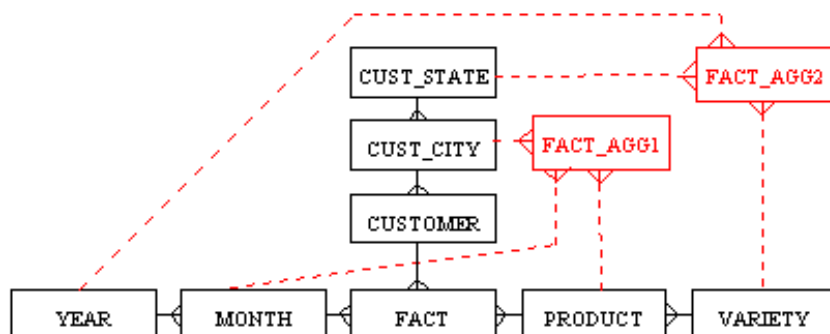 CUST_STATE
FACT_AGG2
CUST_CITY
FACT_AGG1
CUSTOMER
YEAR
MONTH
FACT
PRODUCT
VARIETY